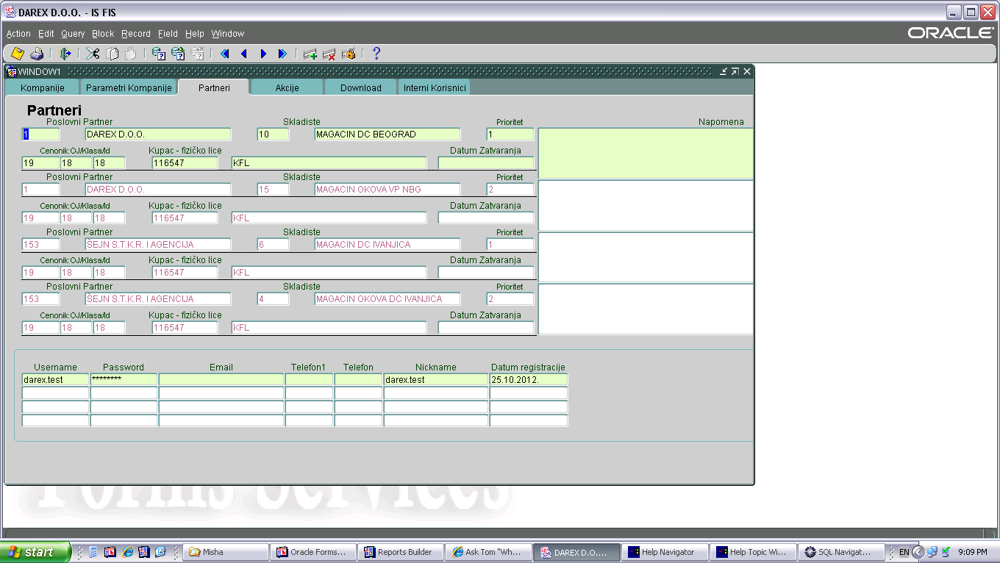 DAREX D.O.O. - IS FIS
Action Edit Query Block Record Field Help Window
ORACLE
WINDOW1
Kompanije Parametri Kompanije Partneri Akcije Download Interni Korisnici
Partneri
Poslovni Partner Skladiste Prioritet Napomena
1 DAREX D.O.O. 10 MAGACIN DC BEOGRAD 1
Cenonik:OJ/Klasa/Id Kupac - fizičko lice Datum Zatvaranja
19 18 18 116547 KFL
Poslovni Partner Skladiste Prioritet
1 DAREX D.O.O. 15 MAGACIN OKOVA VP NBG 2
Cenonik:OJ/Klasa/Id Kupac - fizičko lice Datum Zatvaranja
19 18 18 116547 KFL
Poslovni Partner Skladiste Prioritet
153 ŠEJN S.T.K.R. I AGENCIJA 6 MAGACIN DC IVANJICA 1
Cenonik:OJ/Klasa/Id Kupac - fizičko lice Datum Zatvaranja
19 18 18 116547 KFL
Poslovni Partner Skladiste Prioritet
153 ŠEJN S.T.K.R. I AGENCIJA 4 MAGACIN OKOVA DC IVANJICA 2
Cenonik:OJ/Klasa/Id Kupac - fizičko lice Datum Zatvaranja
19 18 18 116547 KFL
Username Password Email Telefon1 Telefon Nickname Datum registracije
darex.test ******** darex.test 25.10.2012.
Forms Services
start Misha Oracle Forms... Reports Builder Ask Tom "Wh... DAREX D.O.... Help Navigator Help Topic Wi... SQL Navigat... EN 9:09 PM